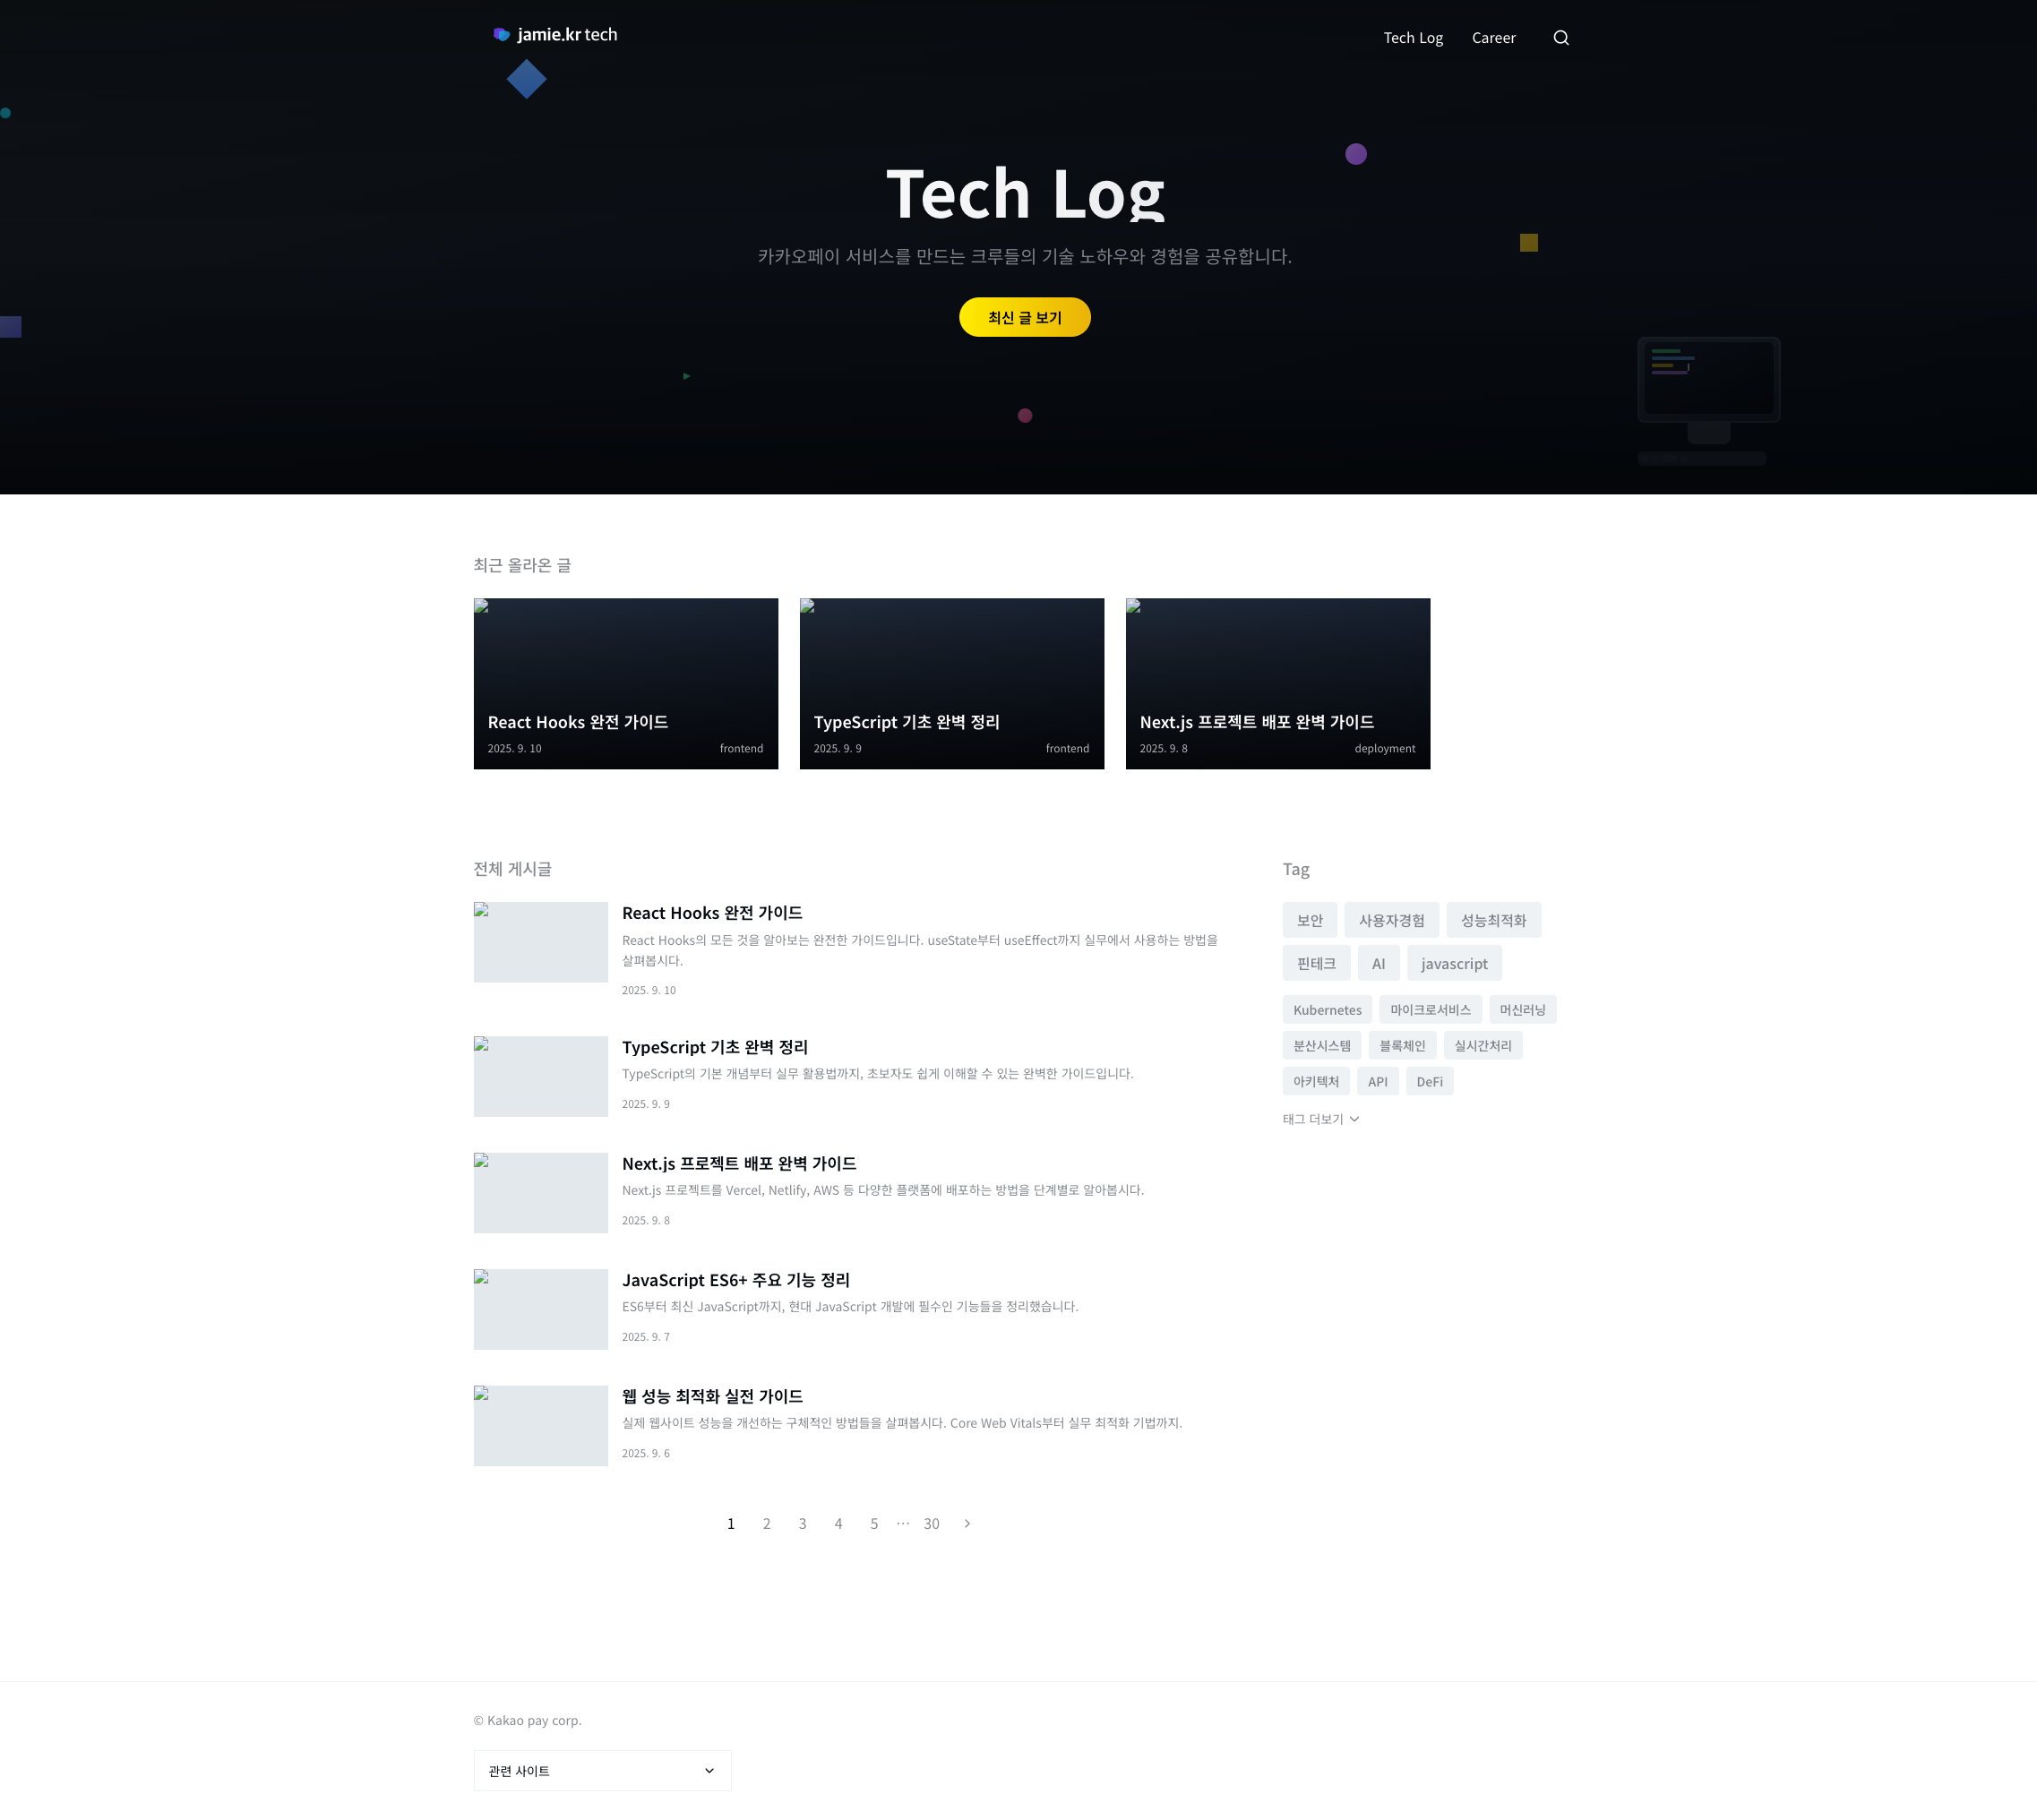 jamie.kr tech
Tech Log
Career
Tech Log
카카오페이 서비스를 만드는 크루들의 기술 노하우와 경험을 공유합니다.
최신 글 보기
최근 올라온 글
React Hooks 완전 가이드
2025. 9. 10
frontend
TypeScript 기초 완벽 정리
2025. 9. 9
frontend
Next.js 프로젝트 배포 완벽 가이드
2025. 9. 8
deployment
전체 게시글
React Hooks 완전 가이드
React Hooks의 모든 것을 알아보는 완전한 가이드입니다. useState부터 useEffect까지 실무에서 사용하는 방법을
살펴봅시다.
2025. 9. 10
TypeScript 기초 완벽 정리
TypeScript의 기본 개념부터 실무 활용법까지, 초보자도 쉽게 이해할 수 있는 완벽한 가이드입니다.
2025. 9. 9
Next.js 프로젝트 배포 완벽 가이드
Next.js 프로젝트를 Vercel, Netlify, AWS 등 다양한 플랫폼에 배포하는 방법을 단계별로 알아봅시다.
2025. 9. 8
JavaScript ES6+ 주요 기능 정리
ES6부터 최신 JavaScript까지, 현대 JavaScript 개발에 필수인 기능들을 정리했습니다.
2025. 9. 7
웹 성능 최적화 실전 가이드
실제 웹사이트 성능을 개선하는 구체적인 방법들을 살펴봅시다. Core Web Vitals부터 실무 최적화 기법까지.
2025. 9. 6
1 2 3 4 5 ··· 30
Tag
보안 사용자경험 성능최적화
핀테크 AI javascript
Kubernetes 마이크로서비스 머신러닝
분산시스템 블록체인 실시간처리
아키텍처 API DeFi
태그 더보기
© Kakao pay corp.
관련 사이트